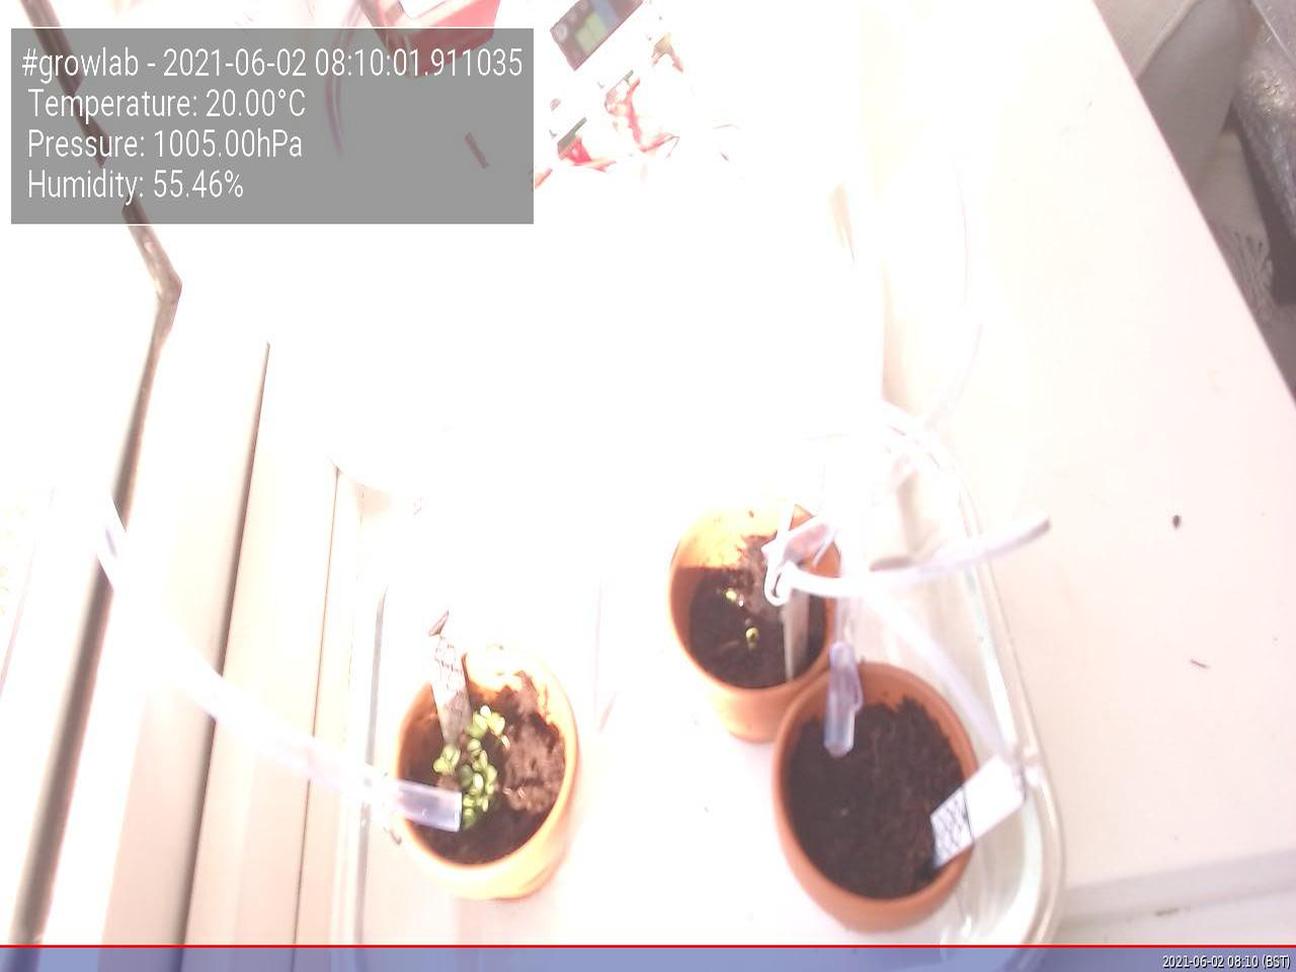 #growlab - 2021-06-02 08:10:01.911035
Temperature: 20.00°C
Pressure: 1005.00hPa
Humidity: 55.46%
2021-06-02 08:10 (BST)